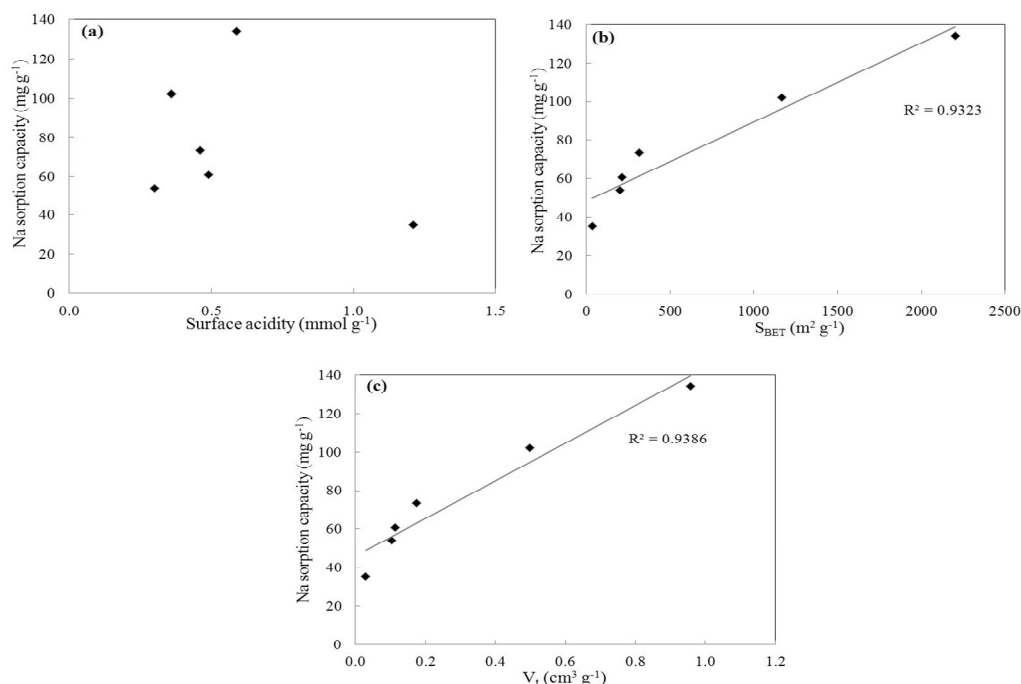 (a)
Na sorption capacity (mg g-1)
140
120
100
80
60
40
20
0
0.0 0.5 1.0 1.5
Surface acidity (mmol g-1)
(b)
Na sorption capacity (mg g-1)
140
120
100
80
60
40
20
0
R² = 0.9323
0 500 1000 1500 2000 2500
SBET (m² g-1)
(c)
Na sorption capacity (mg g-1)
140
120
100
80
60
40
20
0
R² = 0.9386
0.0 0.2 0.4 0.6 0.8 1.0 1.2
Vt (cm³ g-1)